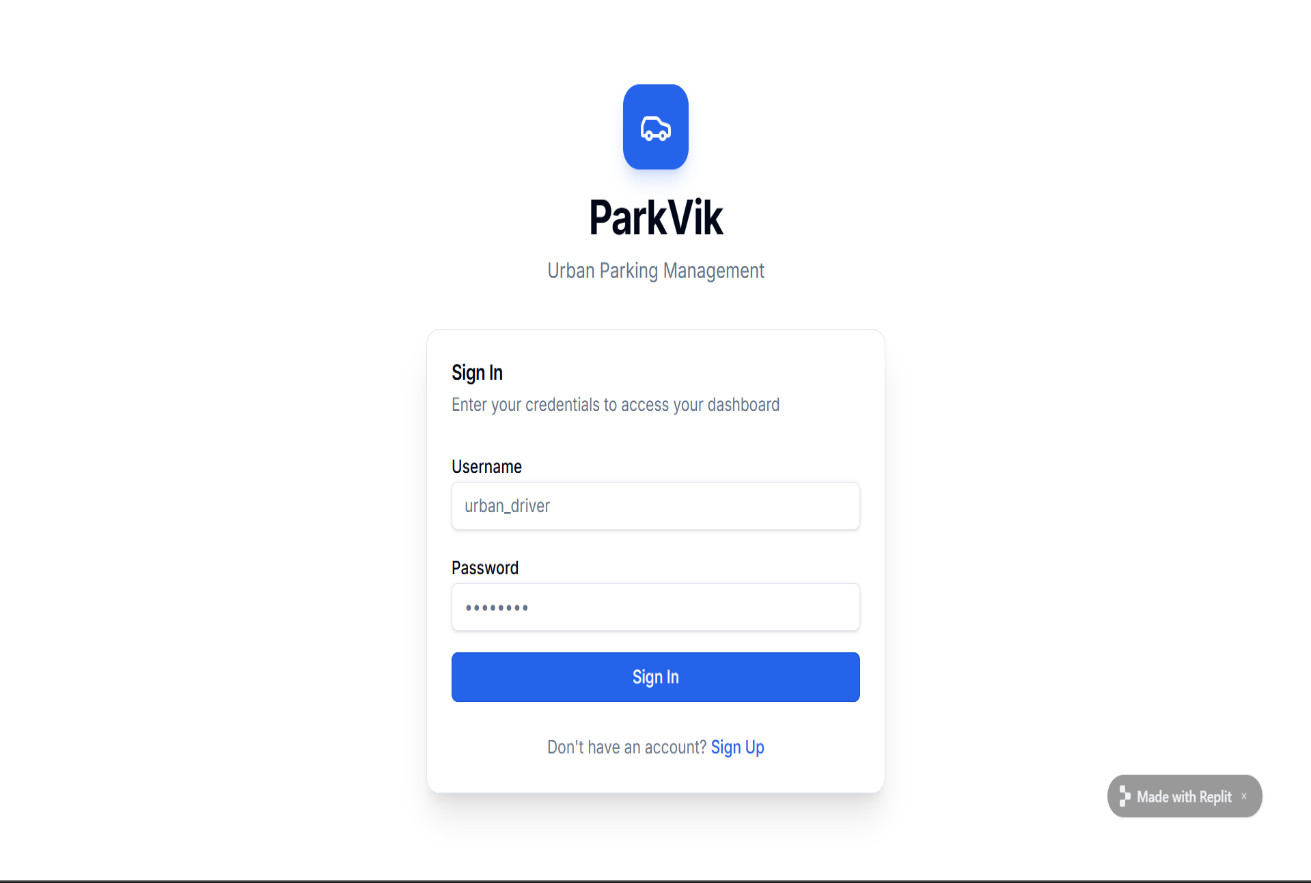 ParkVik
Urban Parking Management
Sign In
Enter your credentials to access your dashboard
Username
urban_driver
Password
••••••••
Sign In
Don't have an account? Sign Up
Made with Replit ×